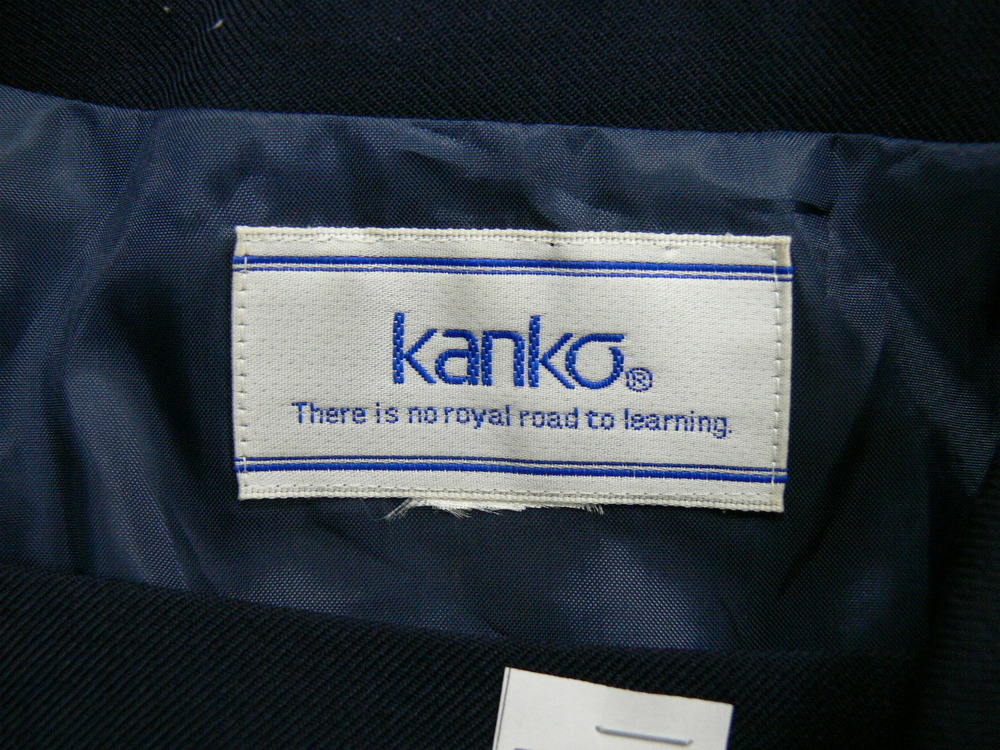 kanko®
There is no royal road to learning.